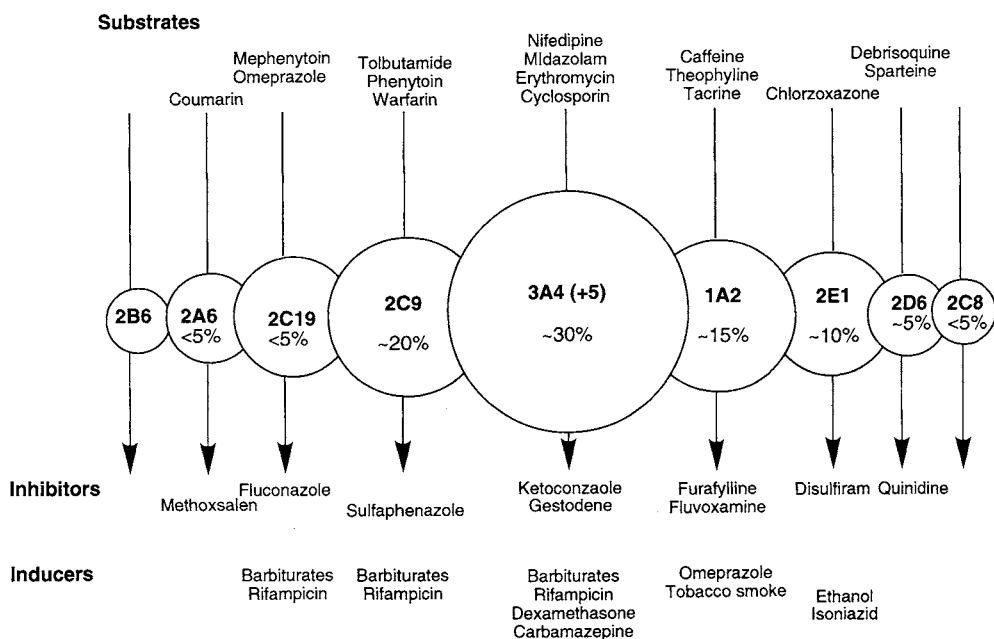 Substrates
Mephenytoin
Omeprazole
Coumarin
Tolbutamide
Phenytoin
Warfarin
Nifedipine
Midazolam
Erythromycin
Cyclosporin
Caffeine
Theophyline
Tacrine
Chlorzoxazone
Debrisoquine
Sparteine
2B6
2A6
<5%
2C19
<5%
2C9
~20%
3A4 (+5)
~30%
1A2
~15%
2E1
~10%
2D6
~5%
2C8
<5%
Inhibitors
Methoxsalen
Fluconazole
Sulfaphenazole
Ketoconzaole
Gestodene
Furafylline
Fluvoxamine
Disulfiram
Quinidine
Inducers
Barbiturates
Rifampicin
Barbiturates
Rifampicin
Barbiturates
Rifampicin
Dexamethasone
Carbamazepine
Omeprazole
Tobacco smoke
Ethanol
Isoniazid